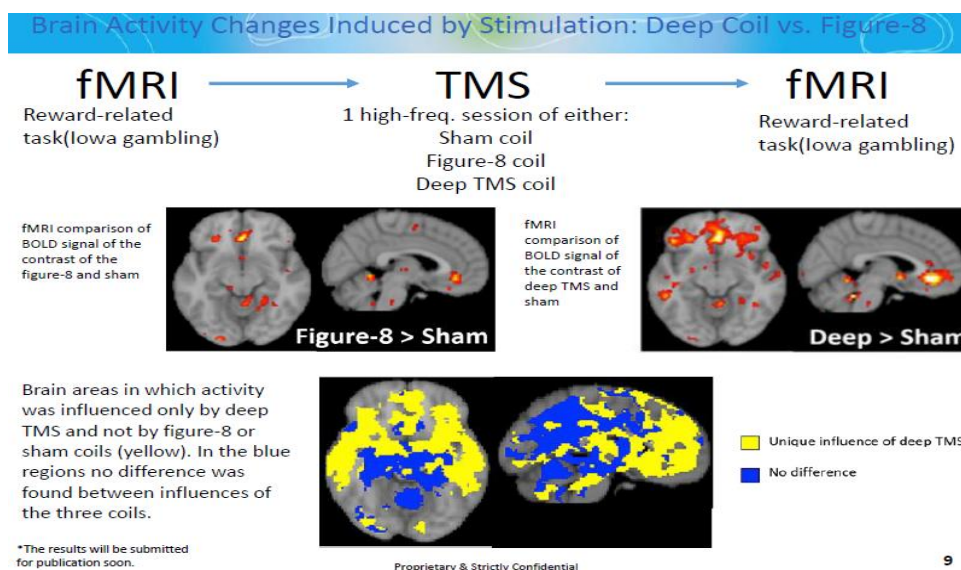 Brain Activity Changes Induced by Stimulation: Deep Coil vs. Figure-8
fMRI
Reward-related
task(Iowa gambling)
TMS
1 high-freq. session of either:
Sham coil
Figure-8 coil
Deep TMS coil
fMRI
Reward-related
task(Iowa gambling)
fMRI comparison of
BOLD signal of the
contrast of the
figure-8 and sham
Figure-8 > Sham
fMRI
comparison of
BOLD signal of
the contrast of
deep TMS and
sham
Deep > Sham
Brain areas in which activity
was influenced only by deep
TMS and not by figure-8 or
sham coils (yellow). In the blue
regions no difference was
found between influences of
the three coils.
Unique influence of deep TMS
No difference
*The results will be submitted
for publication soon.
Proprietary & Strictly Confidential
9